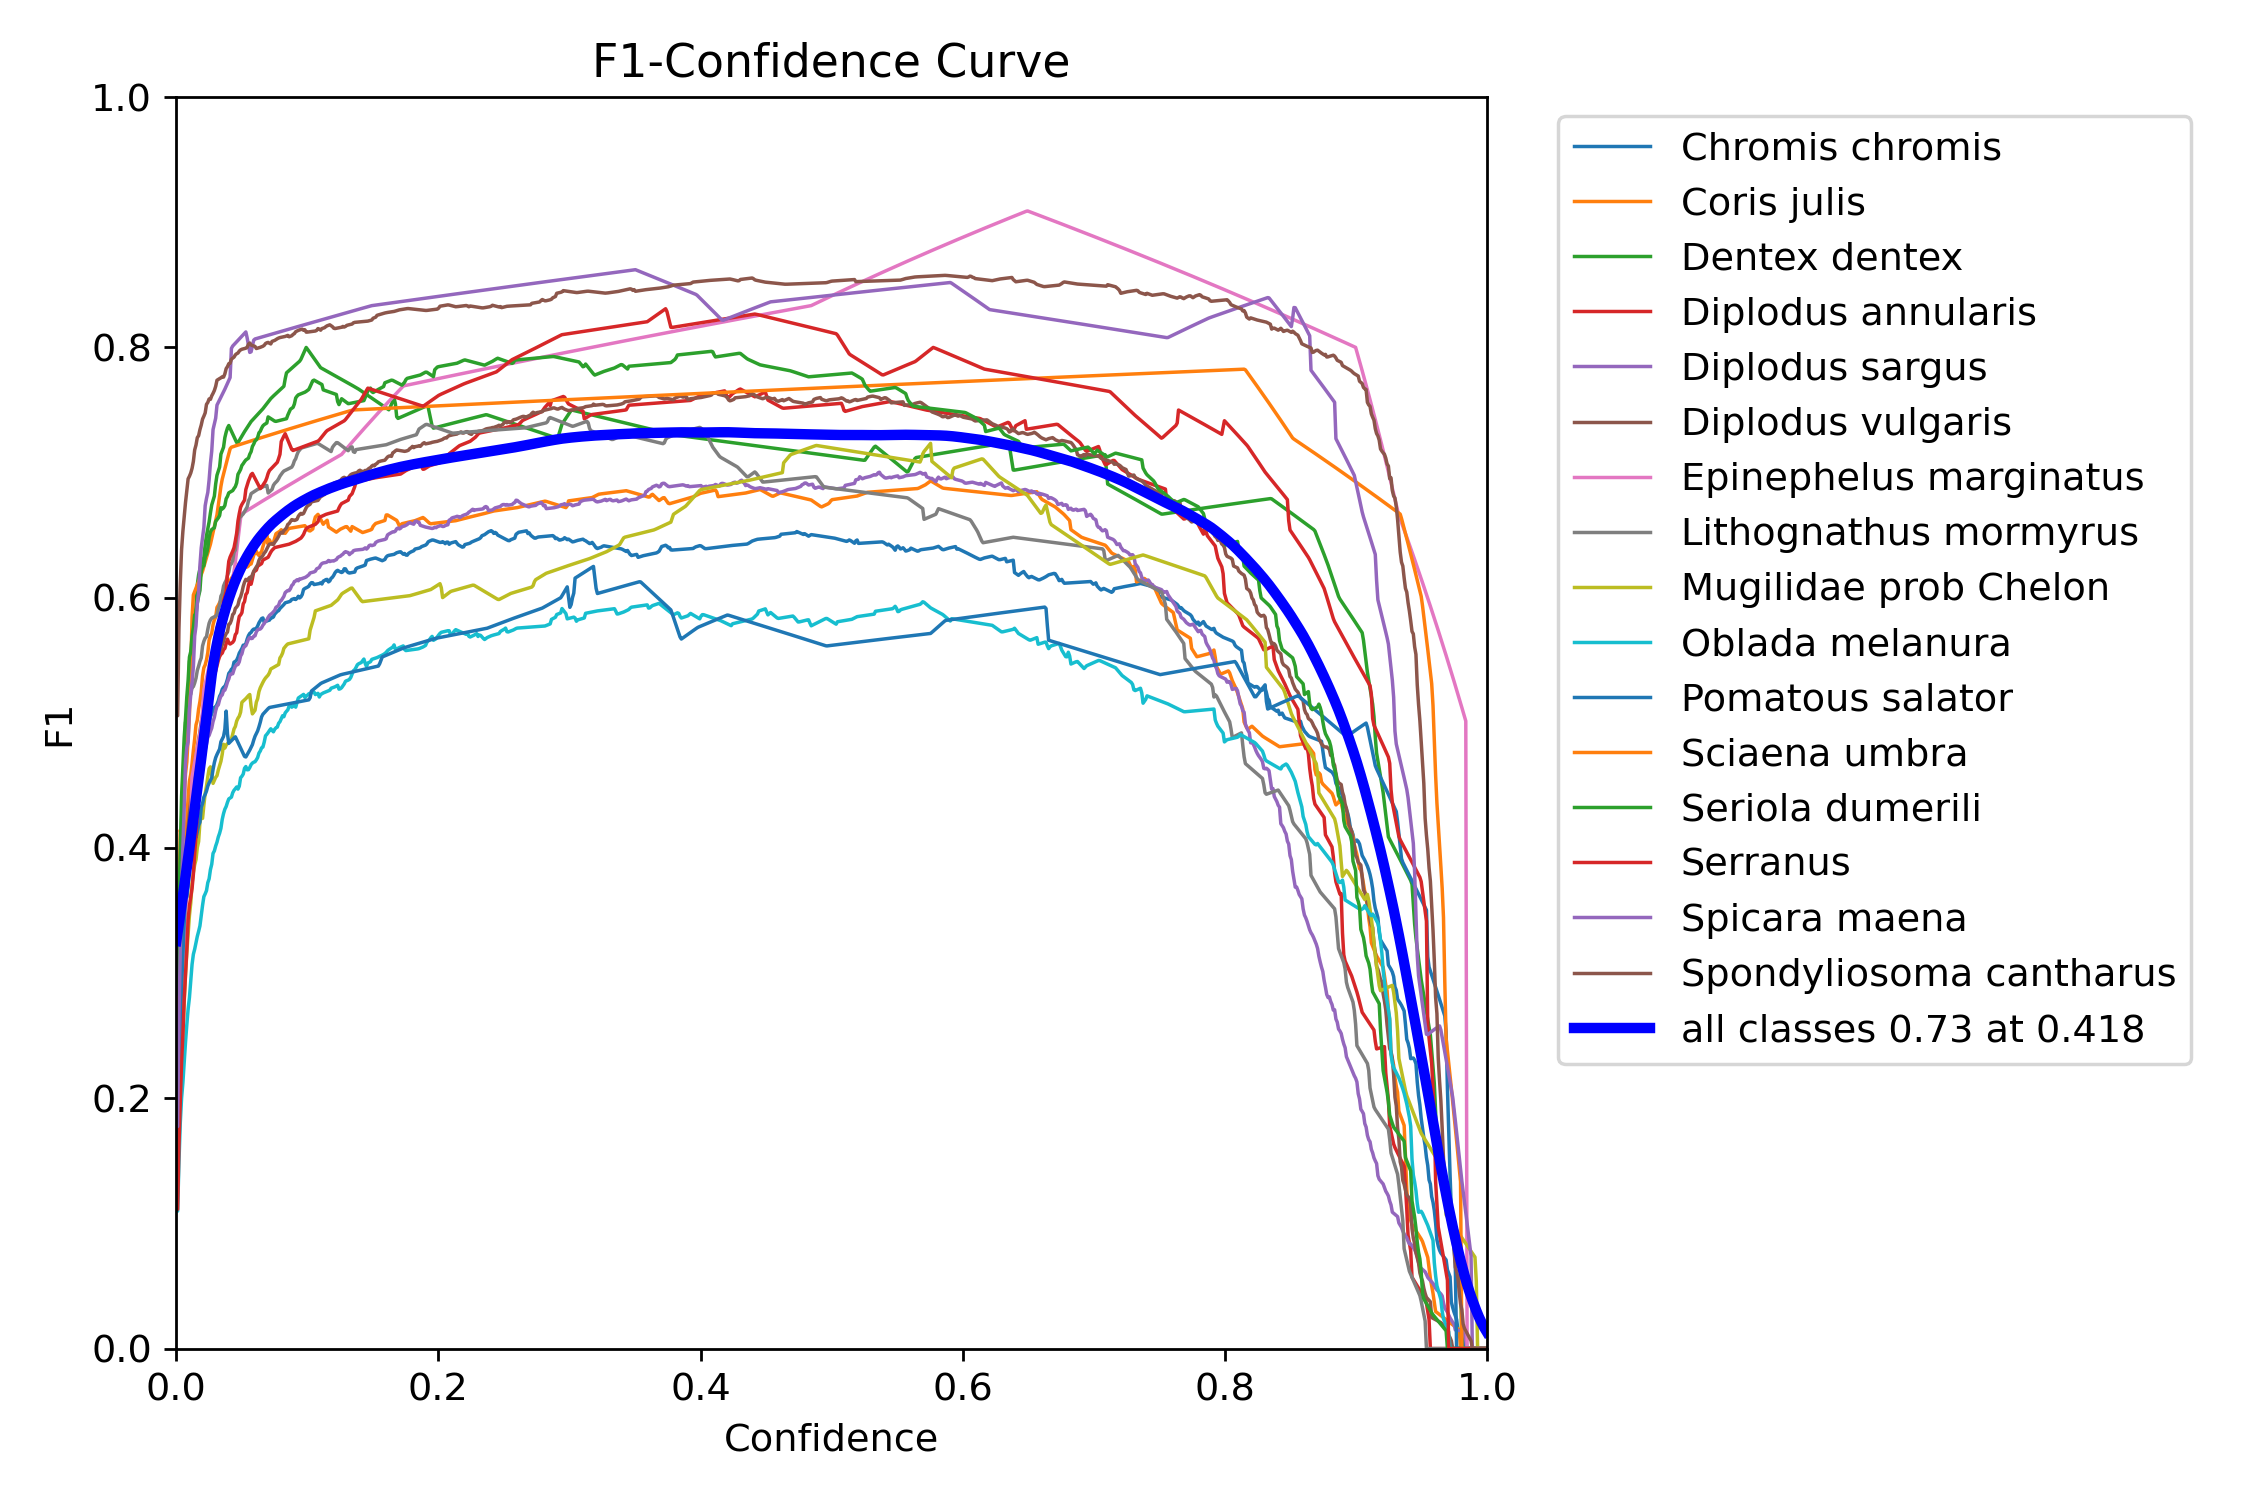 F1-Confidence Curve
1.0
0.8
0.6
0.4
0.2
0.0
F1
0.0 0.2 0.4 0.6 0.8 1.0
Confidence
Chromis chromis
Coris julis
Dentex dentex
Diplodus annularis
Diplodus sargus
Diplodus vulgaris
Epinephelus marginatus
Lithognathus mormyrus
Mugilidae prob Chelon
Oblada melanura
Pomatous salator
Sciaena umbra
Seriola dumerili
Serranus
Spicara maena
Spondyliosoma cantharus
all classes 0.73 at 0.418